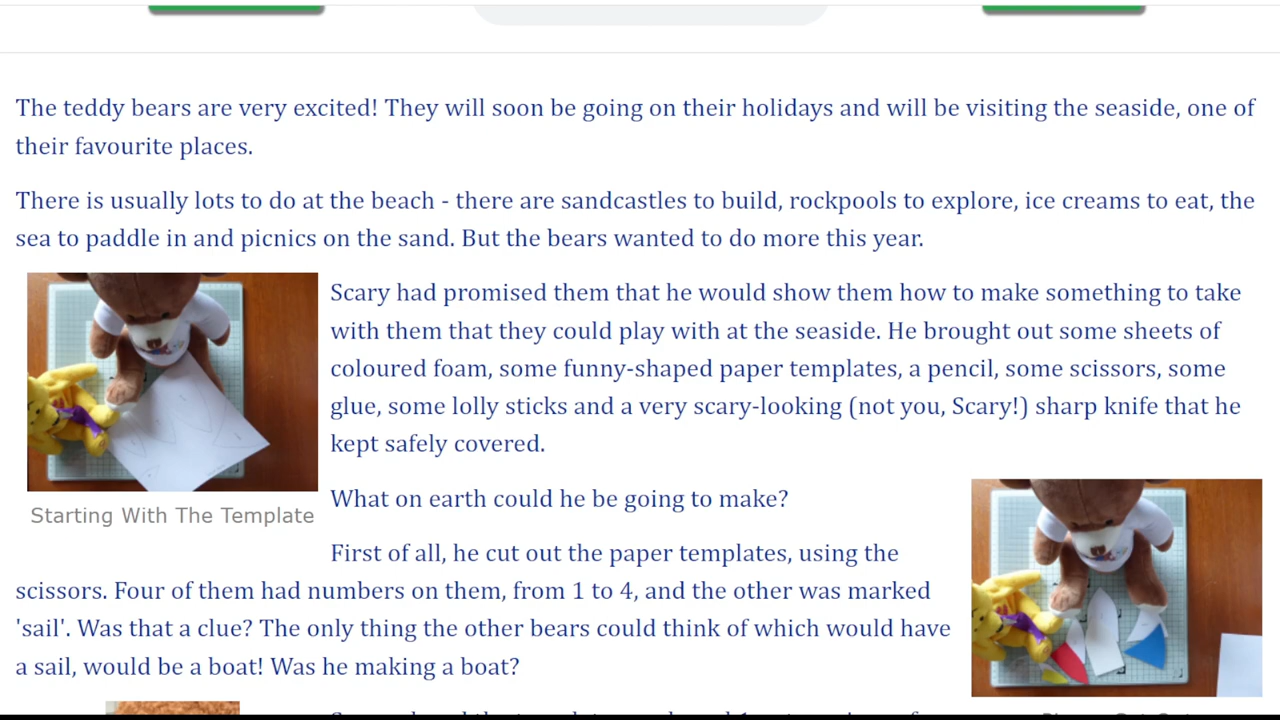 The teddy bears are very excited! They will soon be going on their holidays and will be visiting the seaside, one of
their favourite places.
There is usually lots to do at the beach - there are sandcastles to build, rockpools to explore, ice creams to eat, the
sea to paddle in and picnics on the sand. But the bears wanted to do more this year.
Scary had promised them that he would show them how to make something to take
with them that they could play with at the seaside. He brought out some sheets of
coloured foam, some funny-shaped paper templates, a pencil, some scissors, some
glue, some lolly sticks and a very scary-looking (not you, Scary!) sharp knife that he
kept safely covered.
Starting With The Template
What on earth could he be going to make?
First of all, he cut out the paper templates, using the
scissors. Four of them had numbers on them, from 1 to 4, and the other was marked
'sail'. Was that a clue? The only thing the other bears could think of which would have
a sail, would be a boat! Was he making a boat?